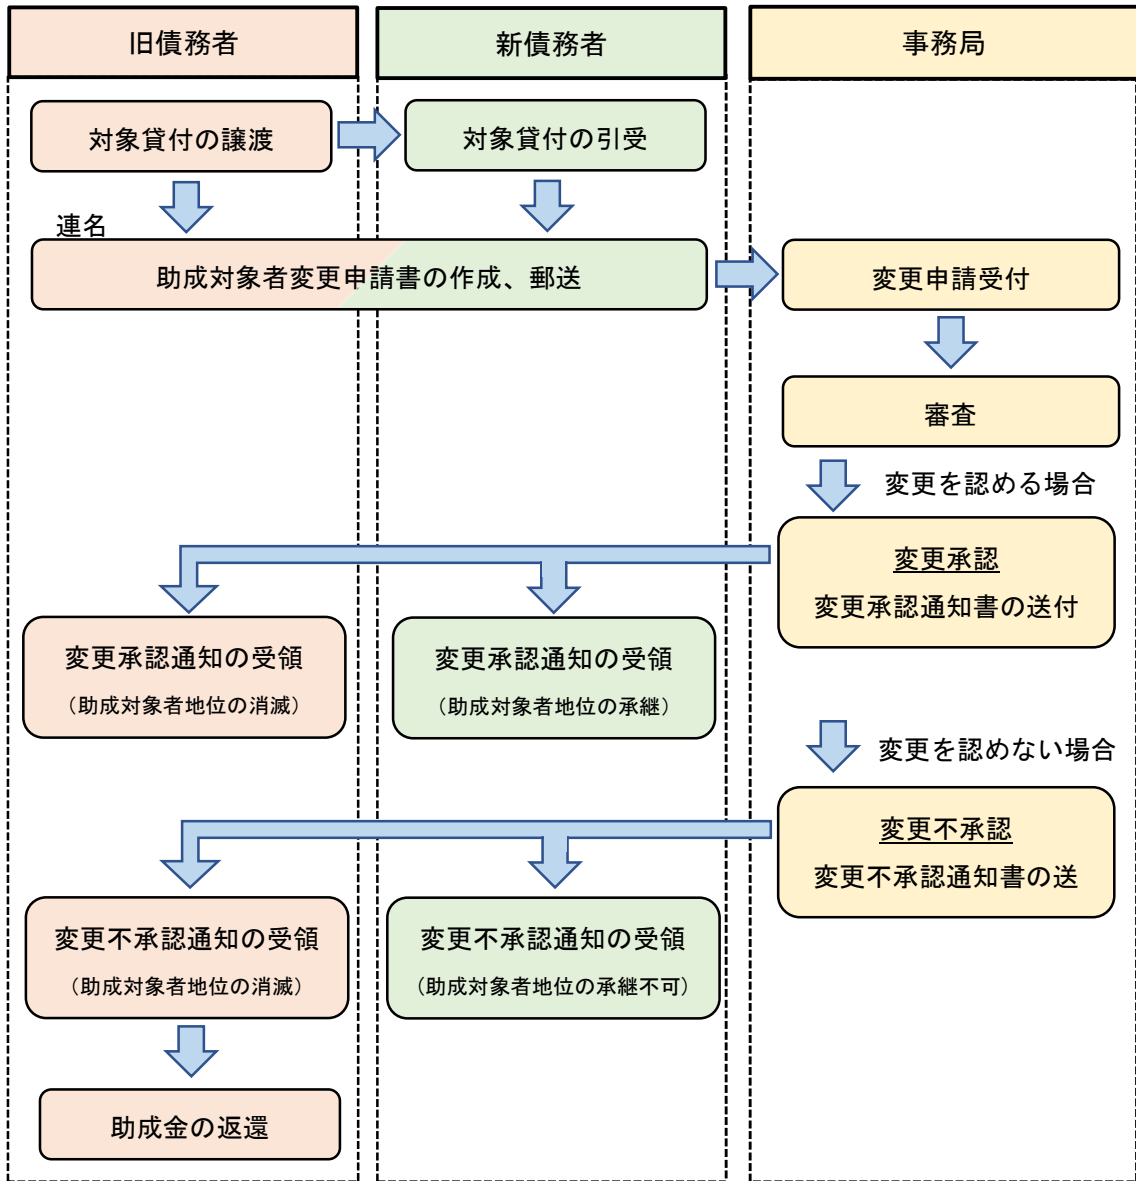 旧債務者
新債務者
事務局
対象貸付の譲渡
対象貸付の引受
連名
助成対象者変更申請書の作成、郵送
変更申請受付
審査
変更を認める場合
変更承認
変更承認通知書の送付
変更承認通知の受領
（助成対象者地位の消滅）
変更承認通知の受領
（助成対象者地位の承継）
変更を認めない場合
変更不承認
変更不承認通知書の送
変更不承認通知の受領
（助成対象者地位の消滅）
変更不承認通知の受領
（助成対象者地位の承継不可）
助成金の返還